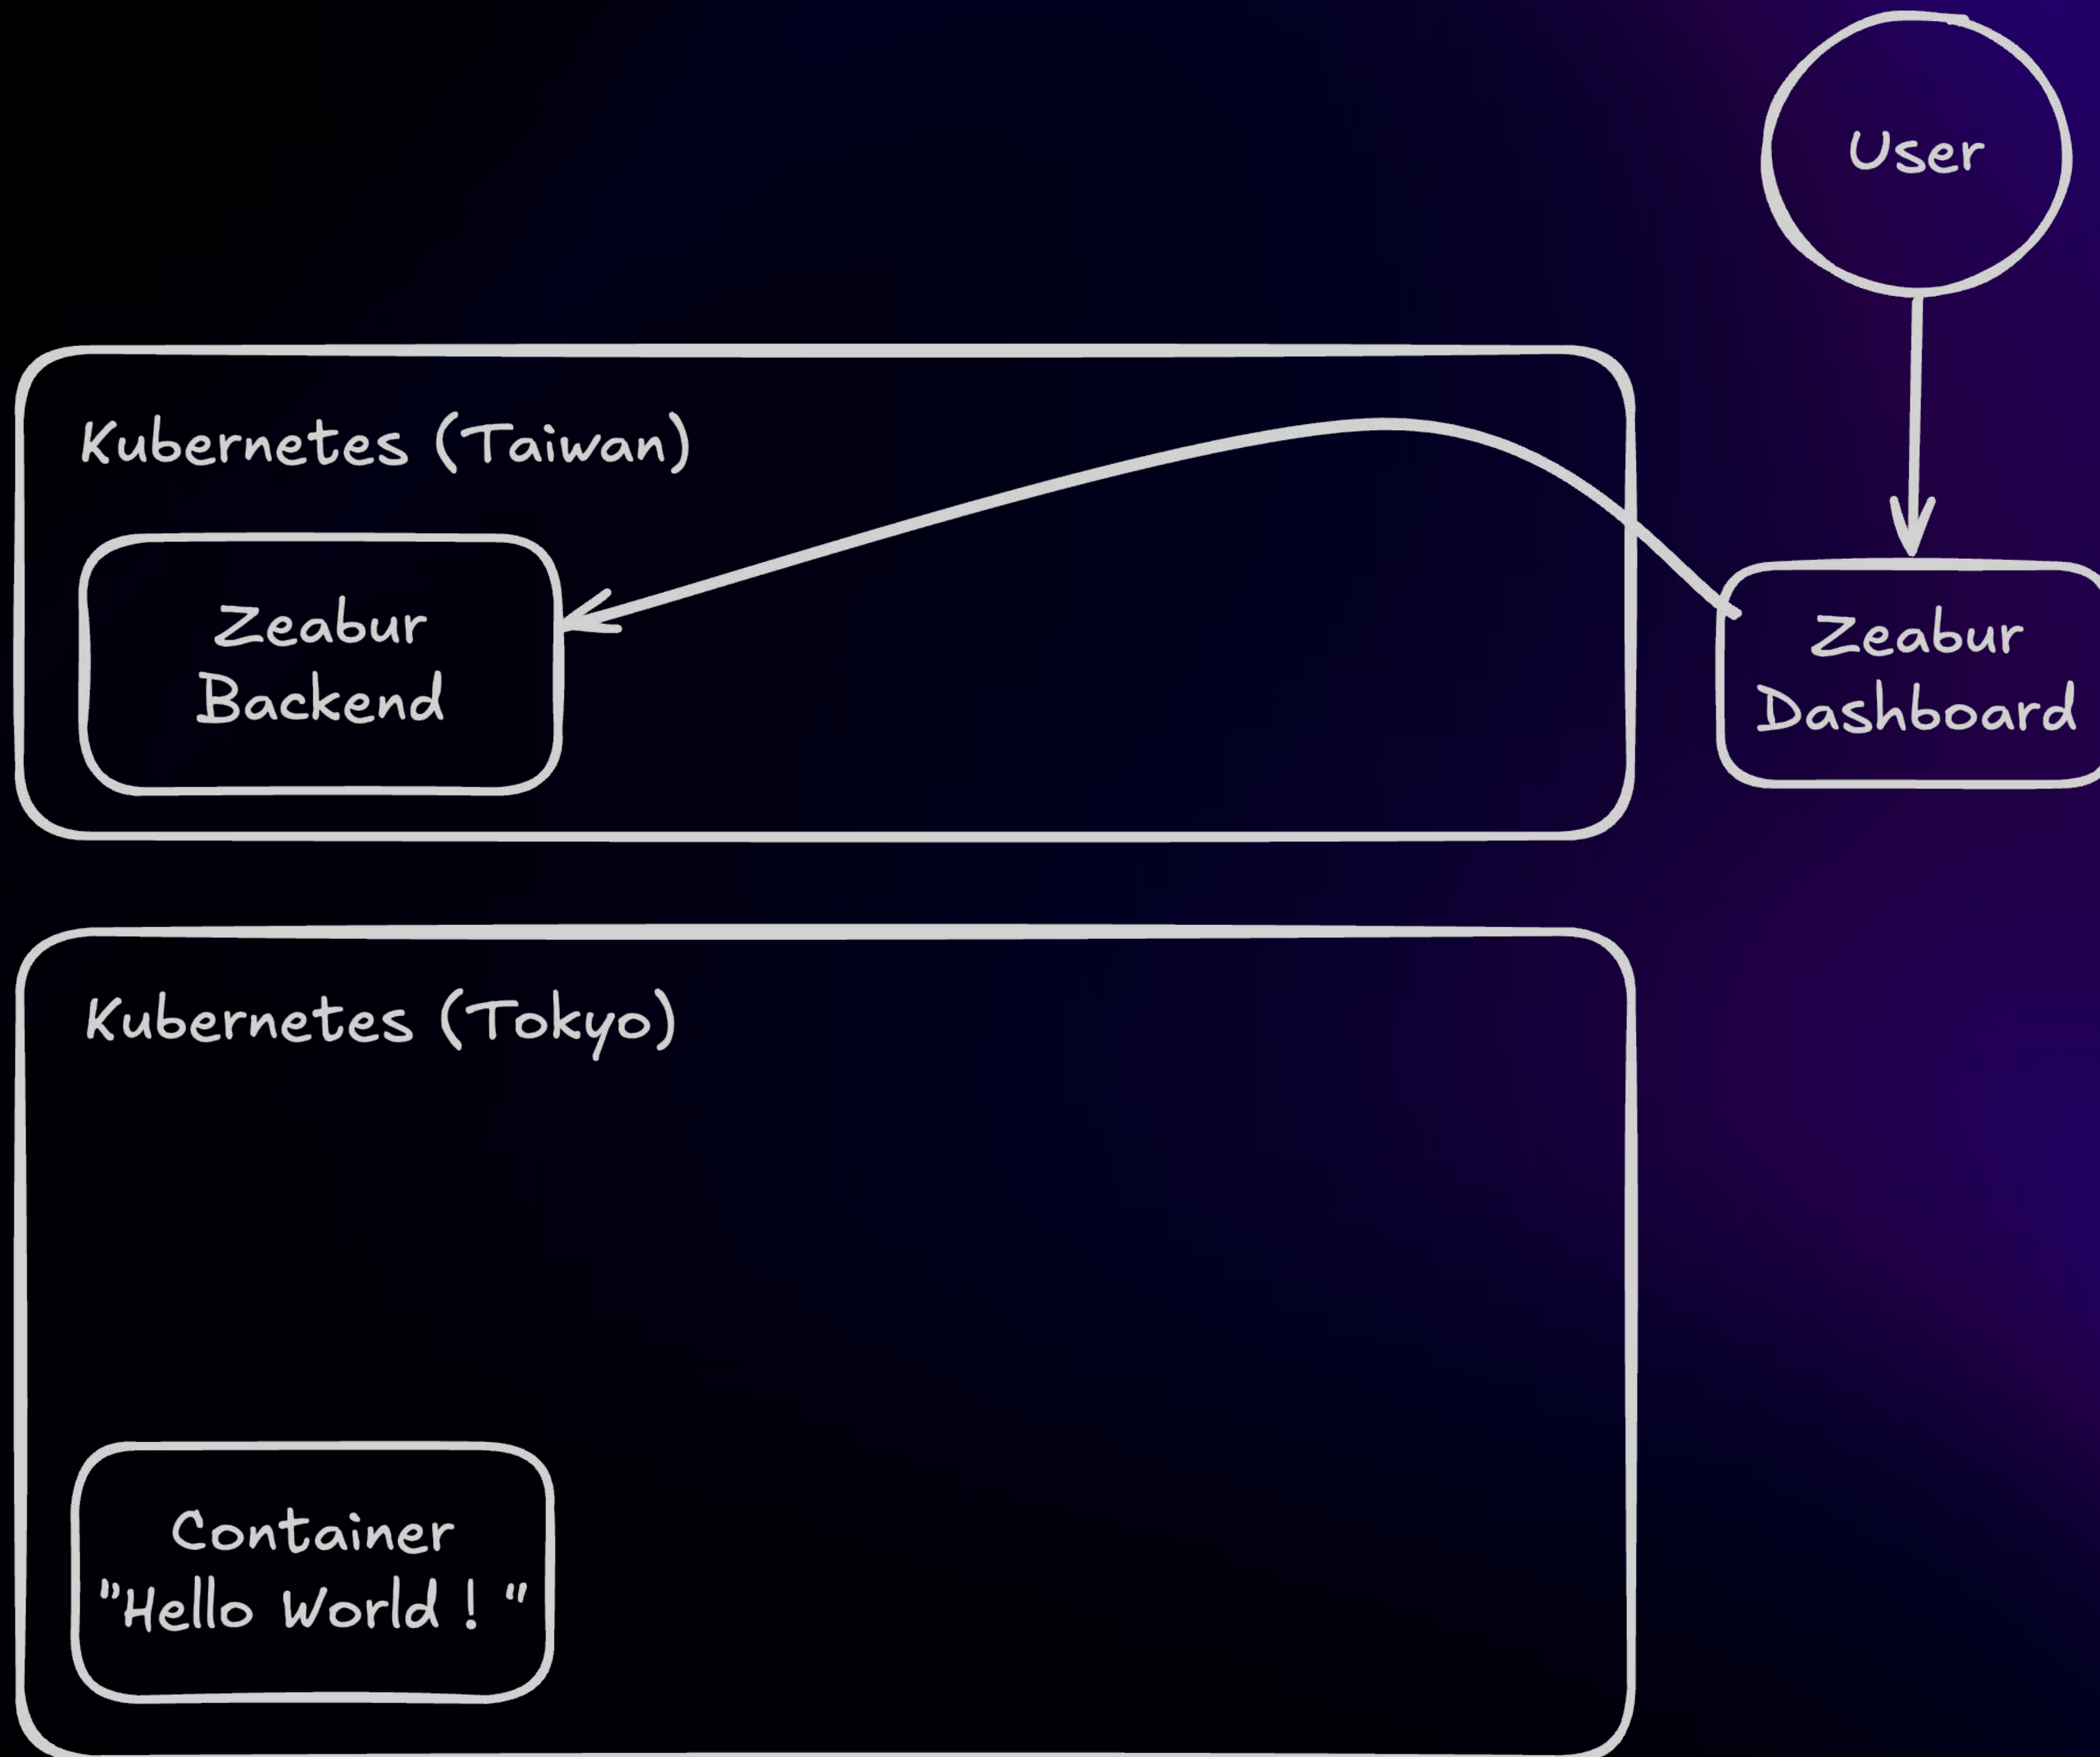 User
Kubernetes (Taiwan)
Zeabur
Backend
Zeabur
Dashboard
Kubernetes (Tokyo)
Container
"Hello World ! "